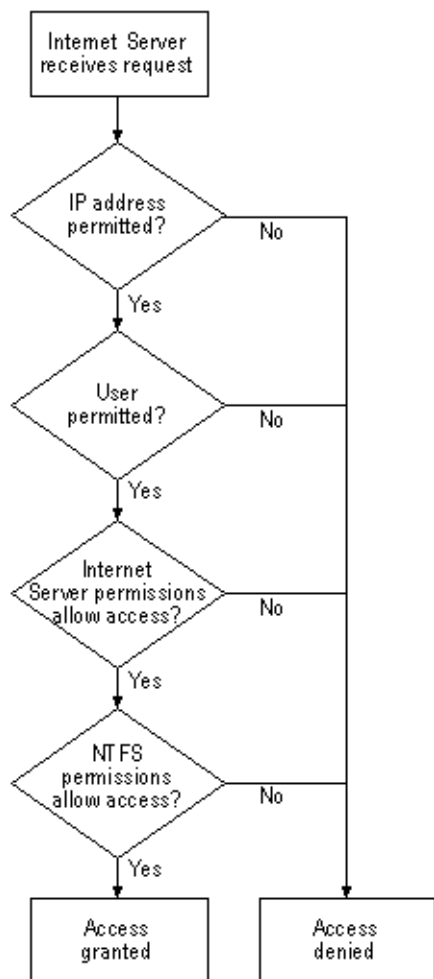 Internet Server
receives request
IP address
permitted?
No
Yes
User
permitted?
No
Yes
Internet
Server permissions
allow access?
No
Yes
NTFS
permissions
allow access?
No
Yes
Access
granted
Access
denied